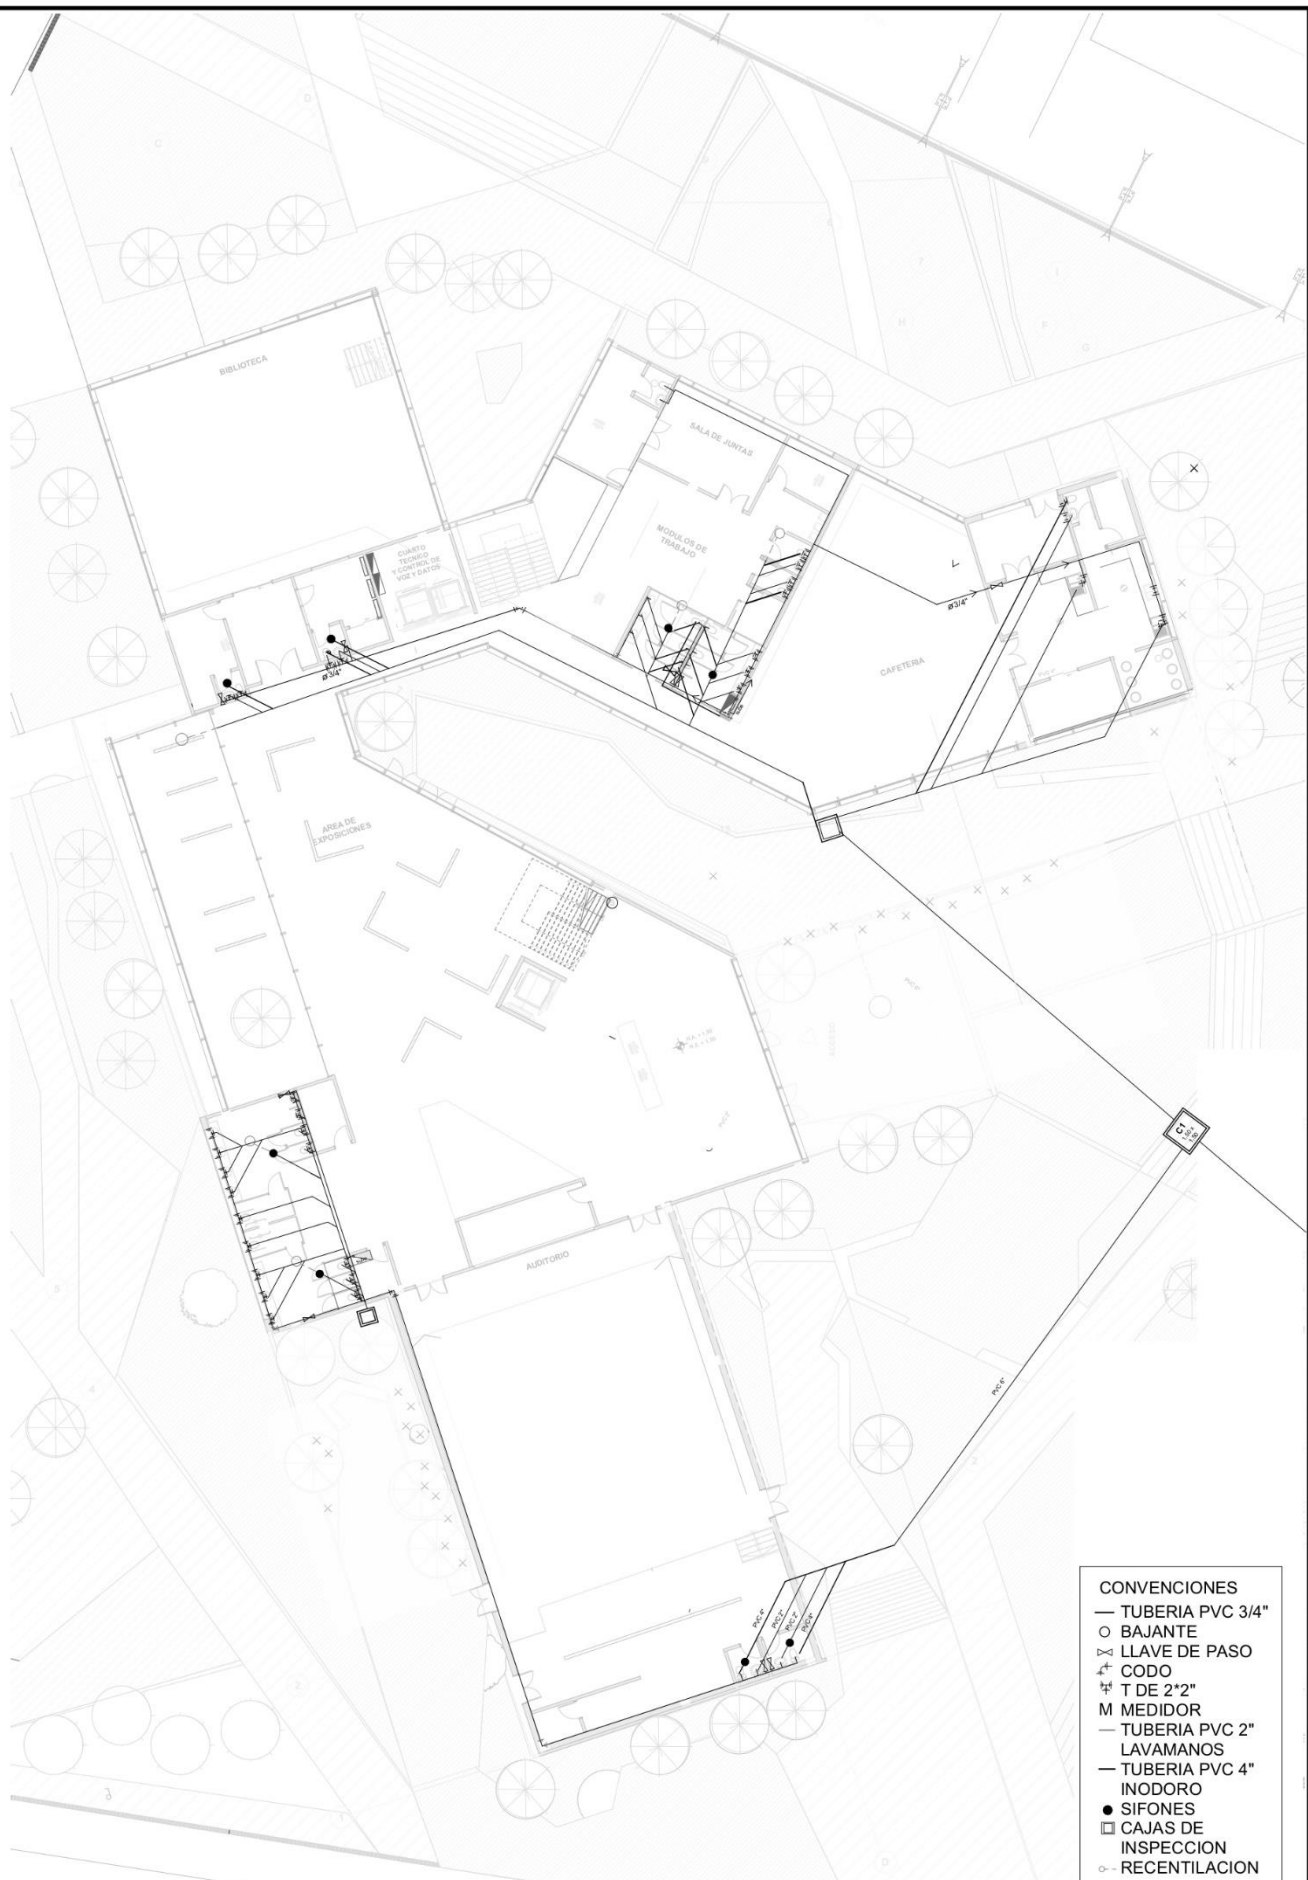 BIBLIOTECA
SALA DE JUNTAS
MODULOS DE
TRABAJO
CUARTO
TECNICO
Y CONTROL DE
VOZ Y DATOS
Ø3/4"
Ø3/4"
CAFETERIA
PVC 4"
AREA DE
EXPOSICIONES
ACCESO
C1
AUDITORIO
PVC 6"
PVC 4"
PVC 2"
PVC 2"
PVC 4"
CONVENCIONES
TUBERIA PVC 3/4"
BAJANTE
LLAVE DE PASO
CODO
T DE 2*2"
M MEDIDOR
TUBERIA PVC 2"
LAVAMANOS
TUBERIA PVC 4"
INODORO
SIFONES
CAJAS DE
INSPECCION
RECENTILACION